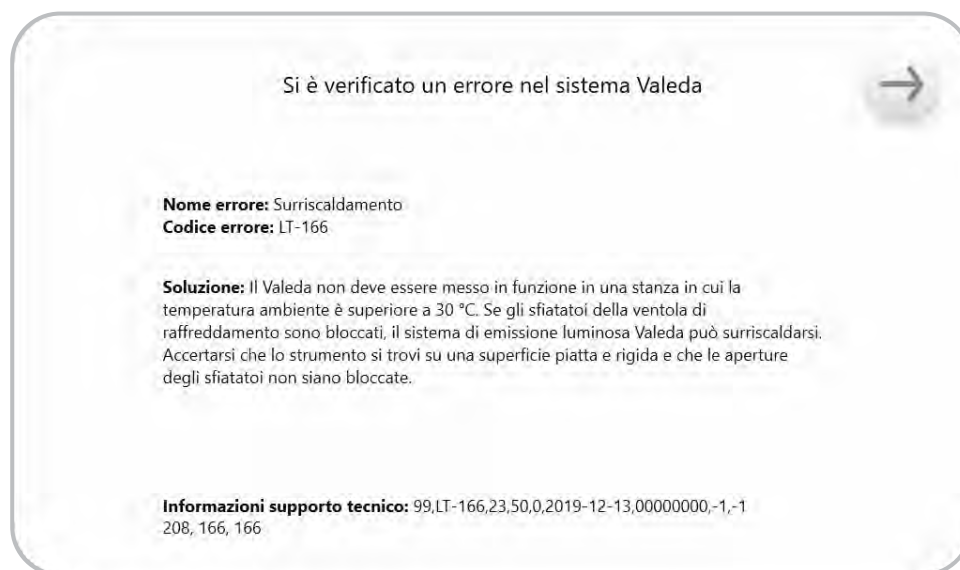 Si è verificato un errore nel sistema Valeda
Nome errore: Surriscaldamento
Codice errore: LT-166
Soluzione: Il Valeda non deve essere messo in funzione in una stanza in cui la
temperatura ambiente è superiore a 30 °C. Se gli sfiatatoi della ventola di
raffreddamento sono bloccati, il sistema di emissione luminosa Valeda può surriscaldarsi.
Accertarsi che lo strumento si trovi su una superficie piatta e rigida e che le aperture
degli sfiatatoi non siano bloccate.
Informazioni supporto tecnico: 99,LT-166,23,50,0,2019-12-13,00000000,-1,-1
208, 166, 166